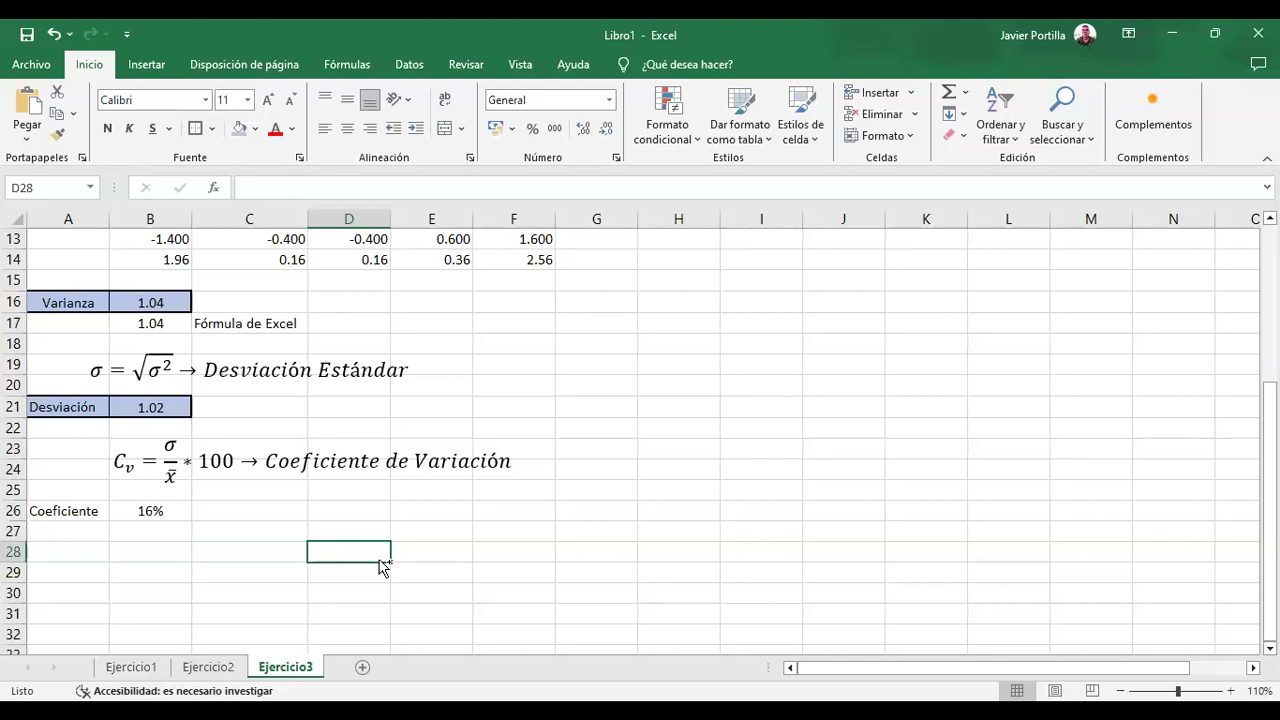 Libro1 - Excel
Javier Portilla
Archivo Inicio Insertar Disposición de página Fórmulas Datos Revisar Vista Ayuda ¿Qué desea hacer?
Pegar
Calibri 11
N K S
General
% 000
Formato condicional
Dar formato como tabla
Estilos de celda
Insertar
Eliminar
Formato
Ordenar y filtrar
Buscar y seleccionar
Complementos
Portapapeles Fuente Alineación Número Estilos Celdas Edición Complementos
D28 fx
A B C D E F G H I J K L M N
13 -1.400 -0.400 -0.400 0.600 1.600
14 1.96 0.16 0.16 0.36 2.56
15
16 Varianza 1.04
17 1.04 Fórmula de Excel
18
19 σ = √σ² → Desviación Estándar
20
21 Desviación 1.02
22
23
24 Cᵥ = σ/x̄ * 100 → Coeficiente de Variación
25
26 Coeficiente 16%
27
28
29
30
31
32
Ejercicio1 Ejercicio2 Ejercicio3
Listo Accesibilidad: es necesario investigar 110%